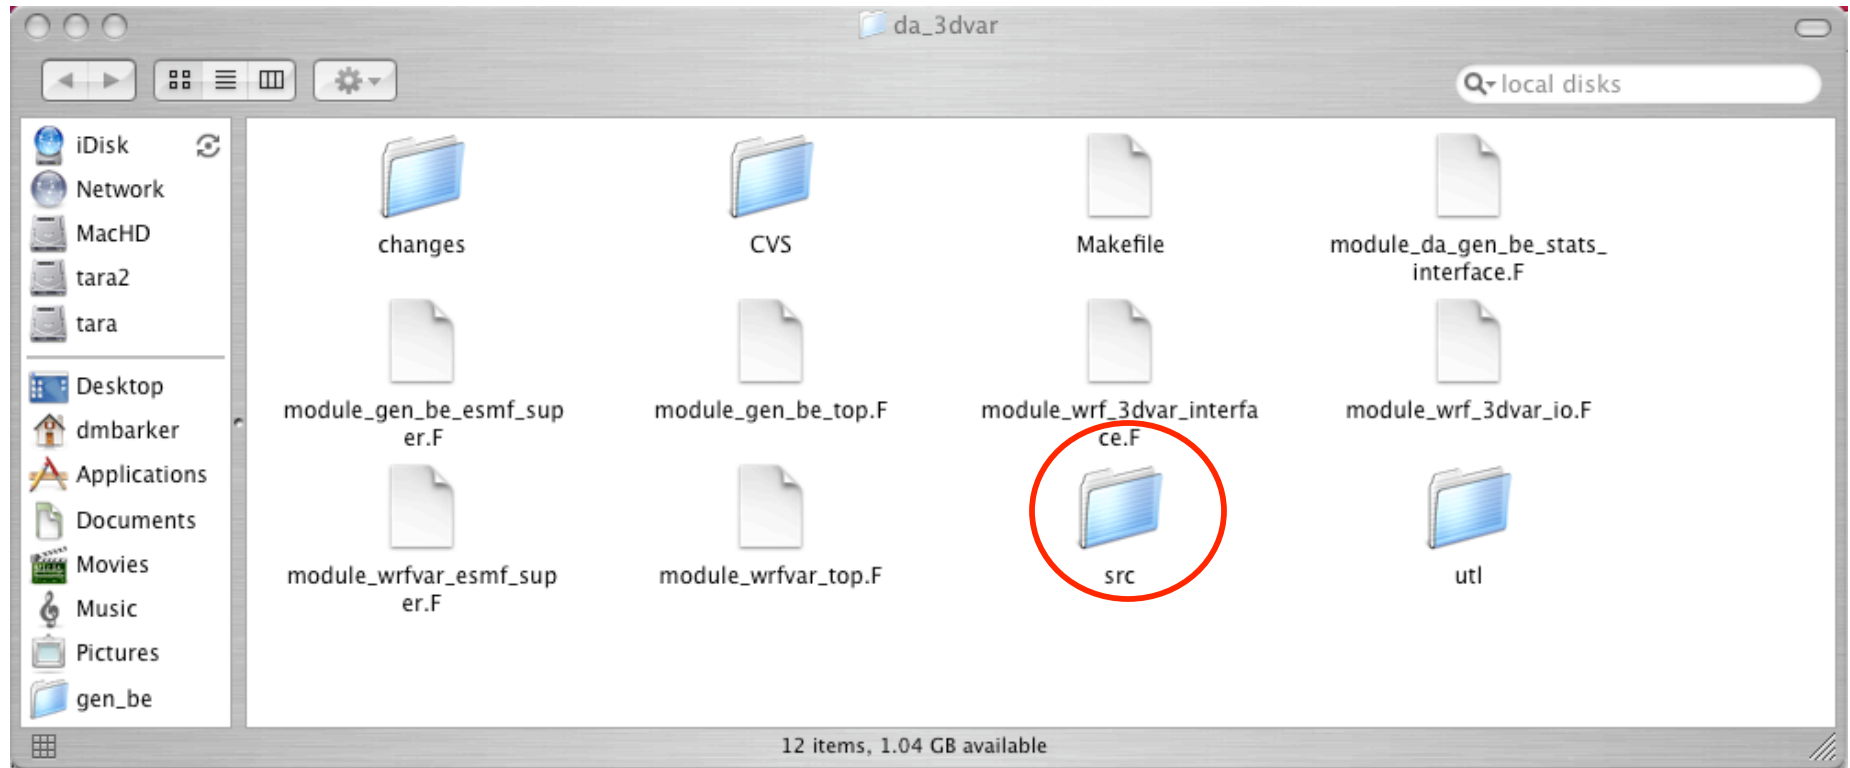 da_3dvar
local disks
iDisk
Network
MacHD
tara2
tara
Desktop
dmbarker
Applications
Documents
Movies
Music
Pictures
gen_be
changes
CVS
Makefile
module_da_gen_be_stats_
interface.F
module_gen_be_esmf_sup
er.F
module_gen_be_top.F
module_wrf_3dvar_interfa
ce.F
module_wrf_3dvar_io.F
module_wrfvar_esmf_sup
er.F
module_wrfvar_top.F
src
utl
12 items, 1.04 GB available